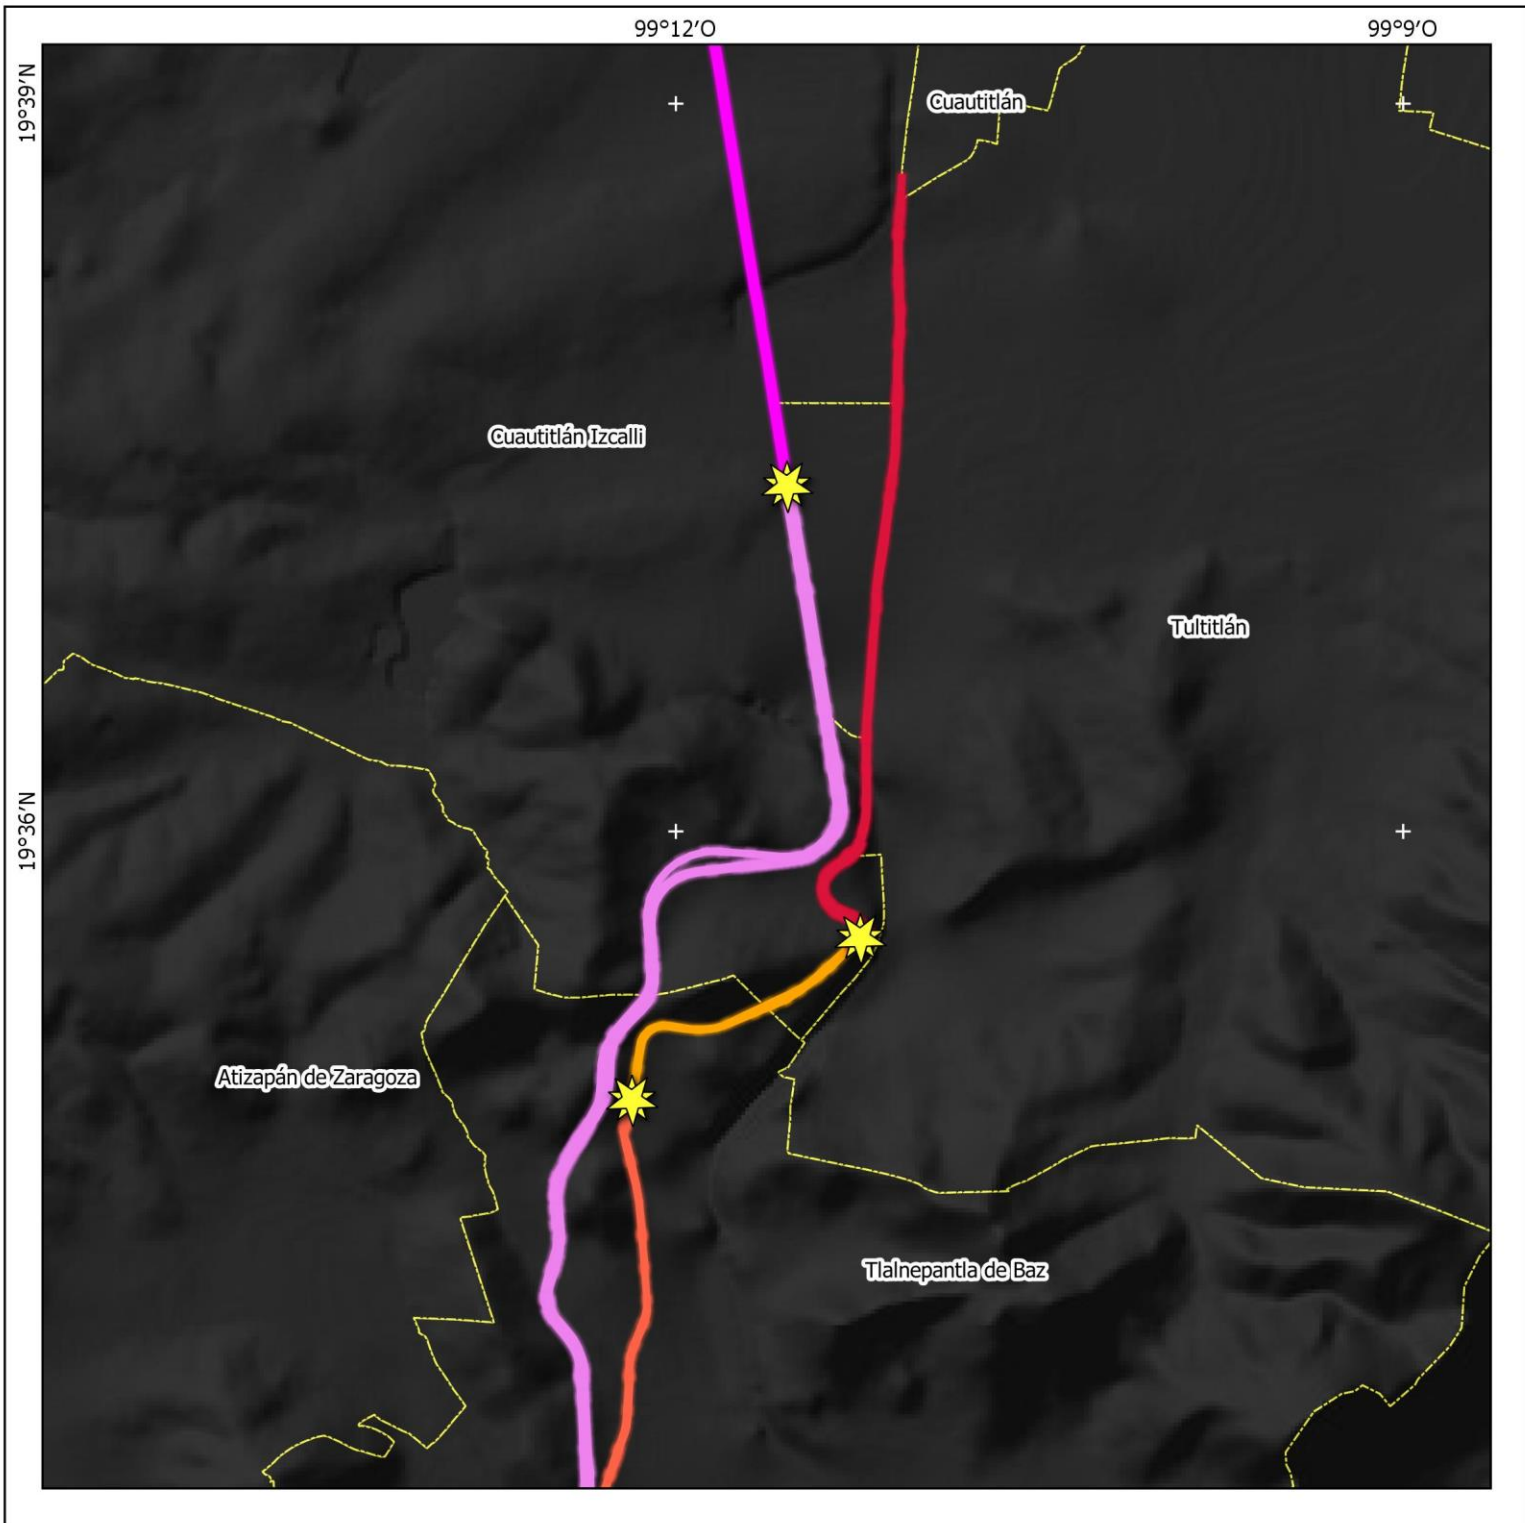 99°12′O
99°9′O
19°39′N
Cuautitlán
Cuautitlán Izcalli
Tultitlán
19°36′N
Atizapán de Zaragoza
Tlalnepantla de Baz